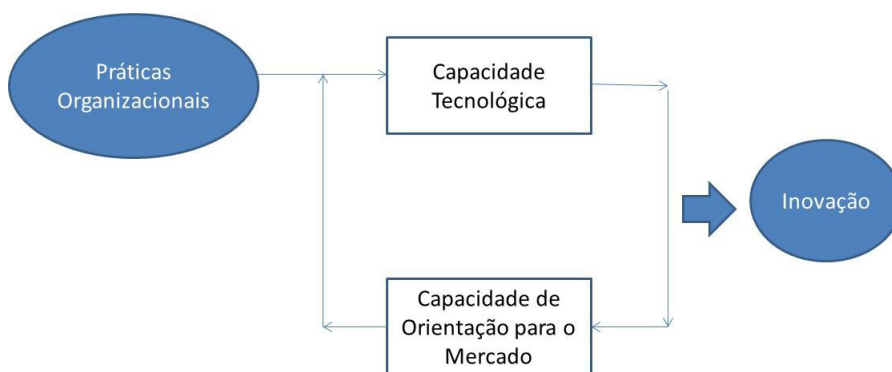 Práticas
Organizacionais
Capacidade
Tecnológica
Inovação
Capacidade de
Orientação para o
Mercado